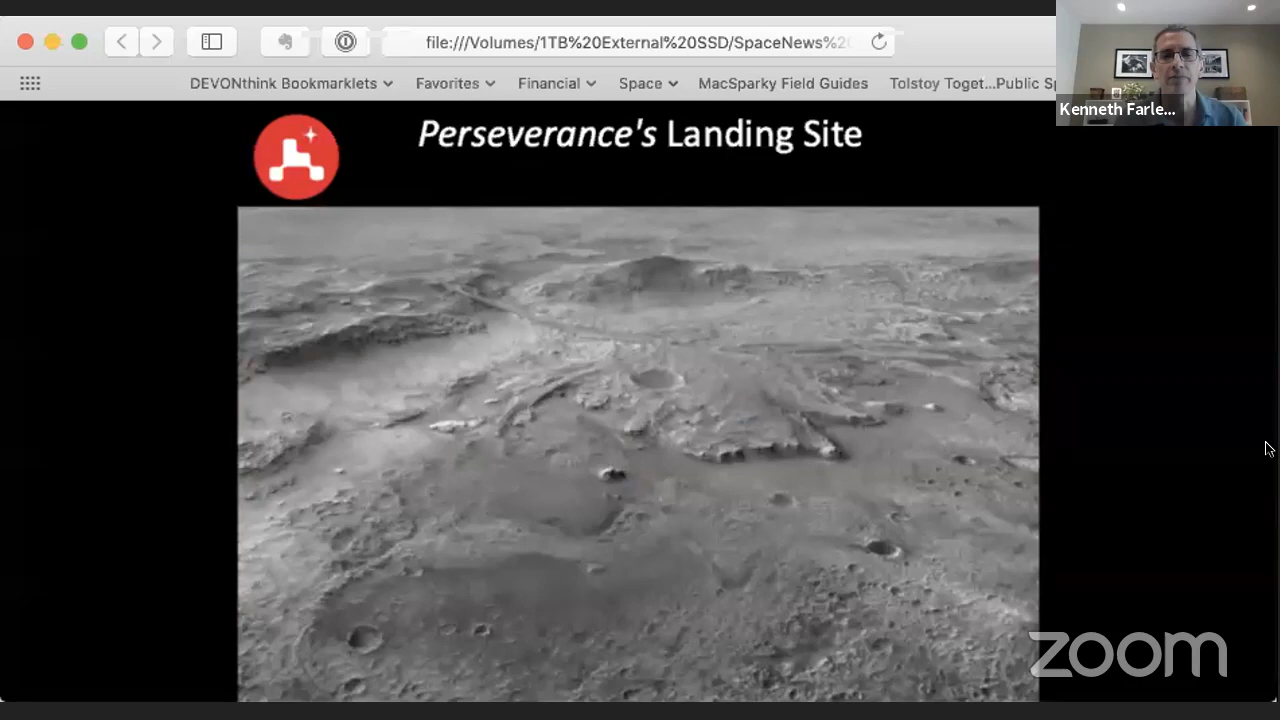 file:///Volumes/1TB%20External%20SSD/SpaceNews%2
DEVONthink Bookmarklets Favorites Financial Space MacSparky Field Guides Tolstoy Toget...Public Sp
Kenneth Farle...
Perseverance's Landing Site
zoom